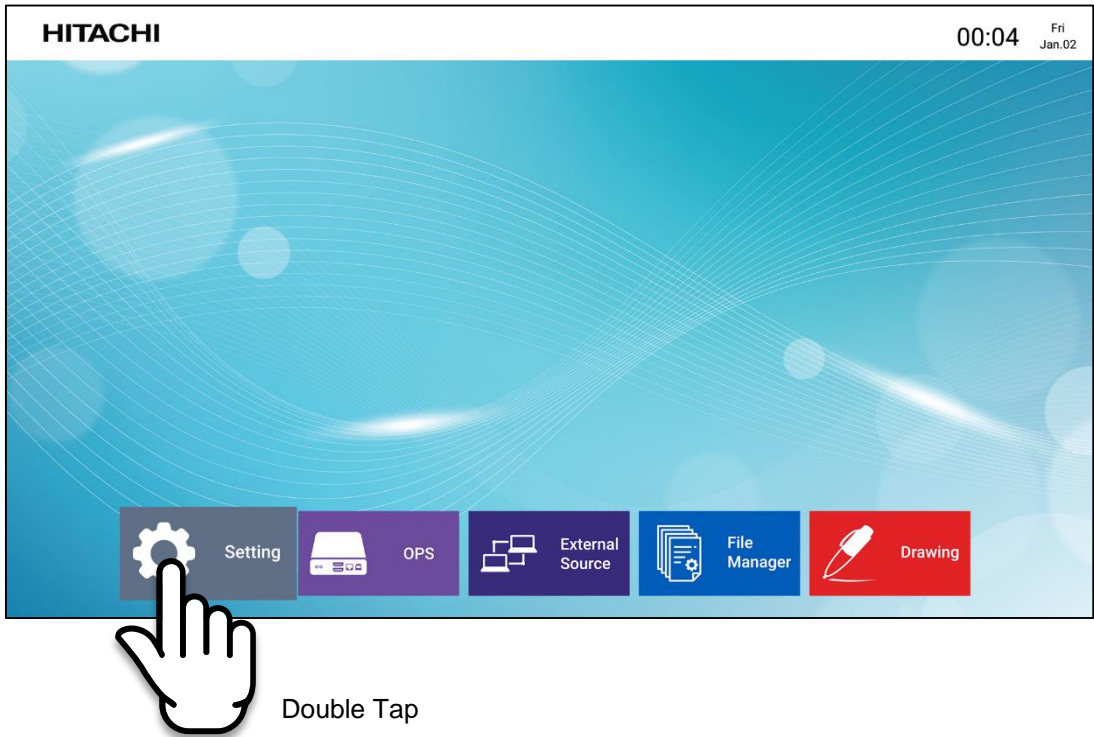 HITACHI
00:04
Fri
Jan.02
Setting
OPS
External
Source
File
Manager
Drawing
Double Tap